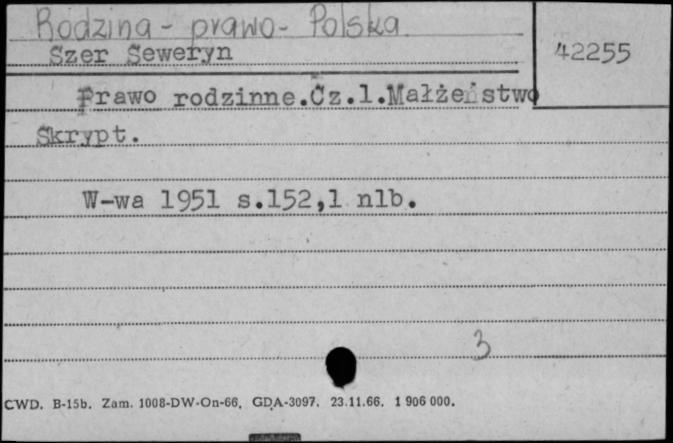 Rodzina - prawo - Polska.
Szer Seweryn
42255
Prawo rodzinne.Cz.1.Małżeństwo
Skrypt.
W-wa 1951 s.152,1 nlb.
3
CWD. B-15b. Zam. 1008-DW-On-66. GDA-3097. 23.11.66. 1 906 000.